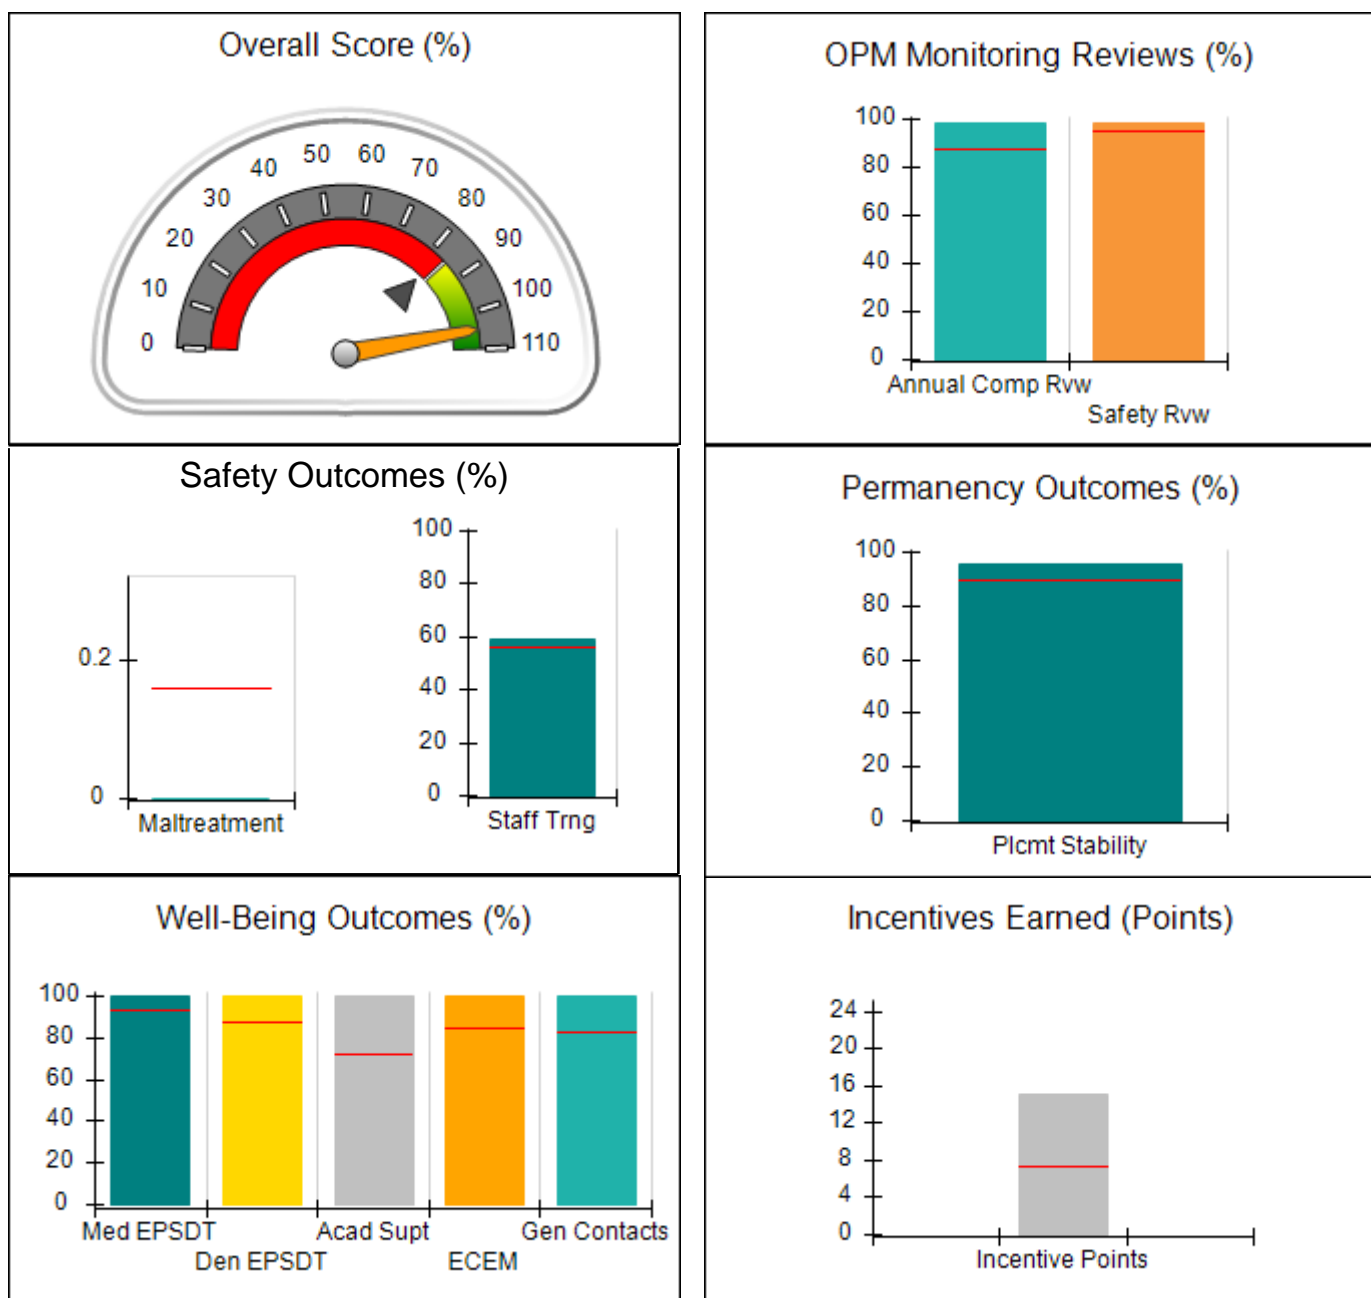 Overall Score (%)
0
10
20
30
40
50
60
70
80
90
100
110
OPM Monitoring Reviews (%)
100
80
60
40
20
0
Annual Comp Rvw
Safety Rvw
Safety Outcomes (%)
0.2
0
Maltreatment
100
80
60
40
20
0
Staff Trng
Permanency Outcomes (%)
100
80
60
40
20
0
Plcmt Stability
Well-Being Outcomes (%)
100
80
60
40
20
0
Med EPSDT
Den EPSDT
Acad Supt
ECEM
Gen Contacts
Incentives Earned (Points)
24
20
16
12
8
4
0
Incentive Points